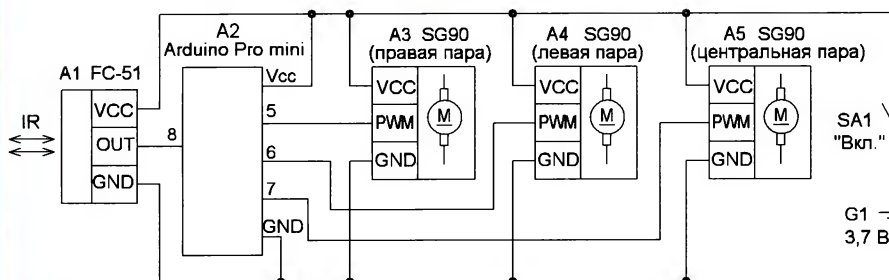 A2
Arduino Pro mini
A3 SG90
(правая пара)
A4 SG90
(левая пара)
A5 SG90
(центральная пара)
A1 FC-51
Vcc
VCC
VCC
VCC
VCC
IR
8
5
PWM
PWM
PWM
SA1
"Вкл."
OUT
6
GND
GND
GND
GND
7
GND
G1
3,7 В